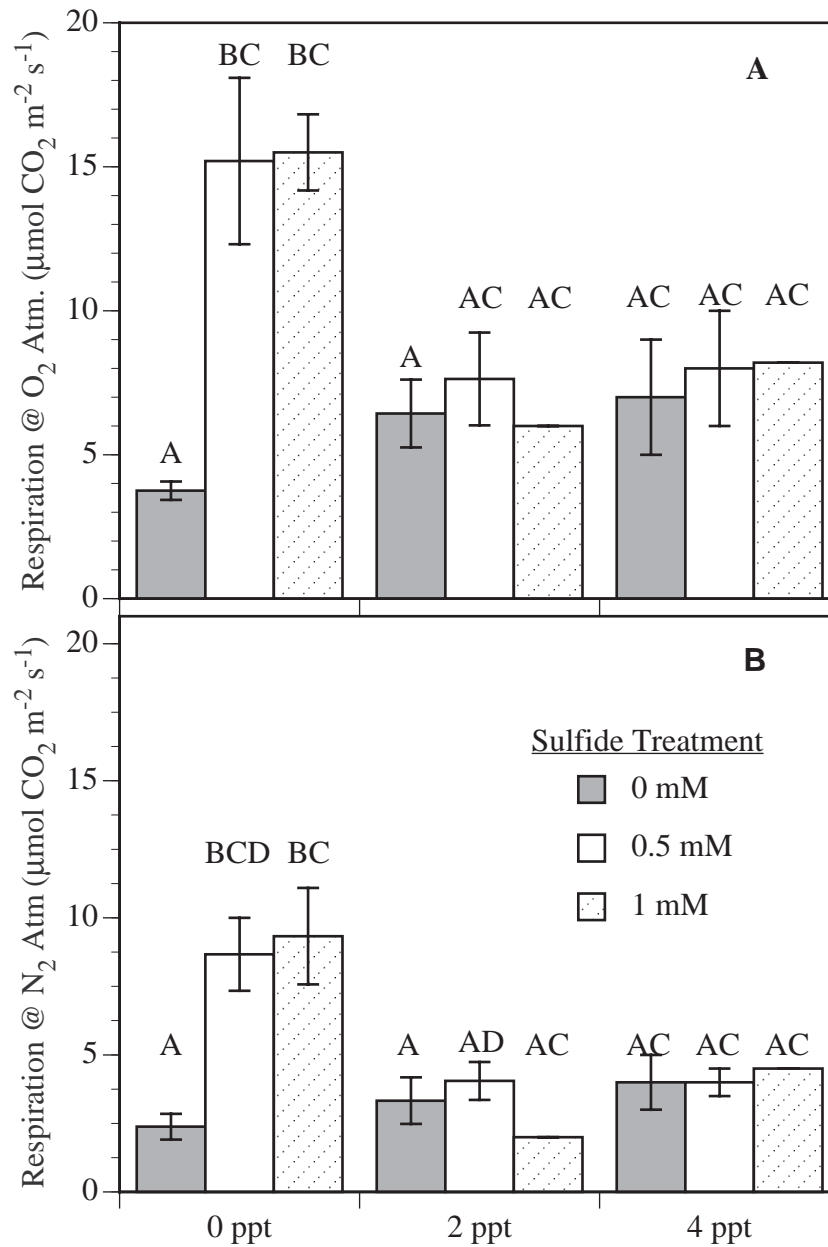 Respiration @ O2 Atm. (μmol CO2 m-2 s-1)
20
15
10
5
0
A
BC
BC
A
AC
AC
AC
AC
AC
A
Respiration @ N2 Atm (μmol CO2 m-2 s-1)
20
15
10
5
0
B
Sulfide Treatment
0 mM
0.5 mM
1 mM
A
BCD
BC
A
AD
AC
AC
AC
AC
0 ppt
2 ppt
4 ppt